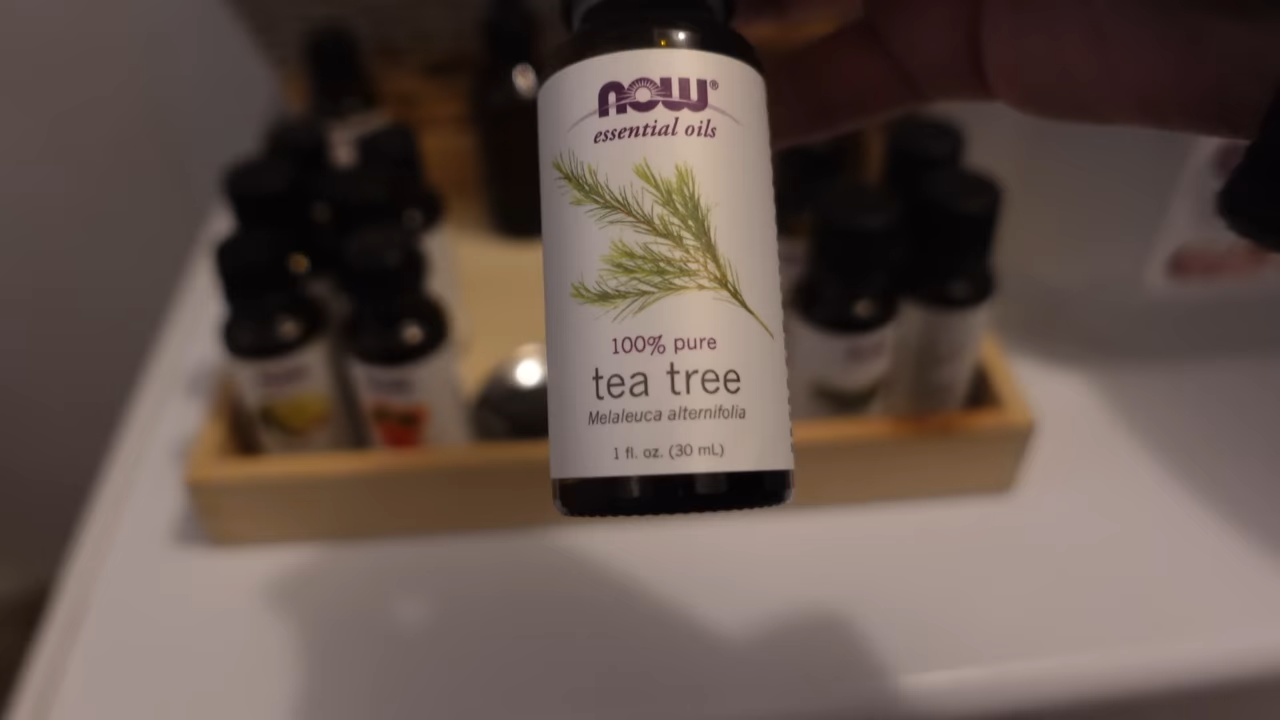 NOW®
essential oils
100% pure
tea tree
Melaleuca alternifolia
1 fl. oz. (30 mL)